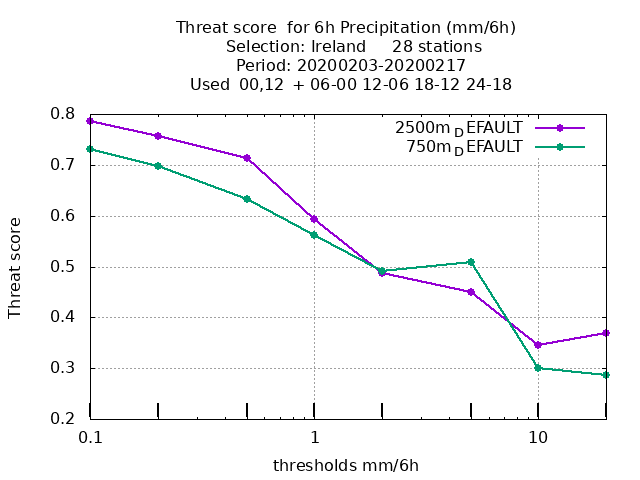 Threat score  for 6h Precipitation (mm/6h)
Selection: Ireland     28 stations
Period: 20200203-20200217
Used  00,12  + 06-00 12-06 18-12 24-18
2500m_DEFAULT
750m_DEFAULT
Threat score
0.8
0.7
0.6
0.5
0.4
0.3
0.2
0.1
1
10
thresholds mm/6h